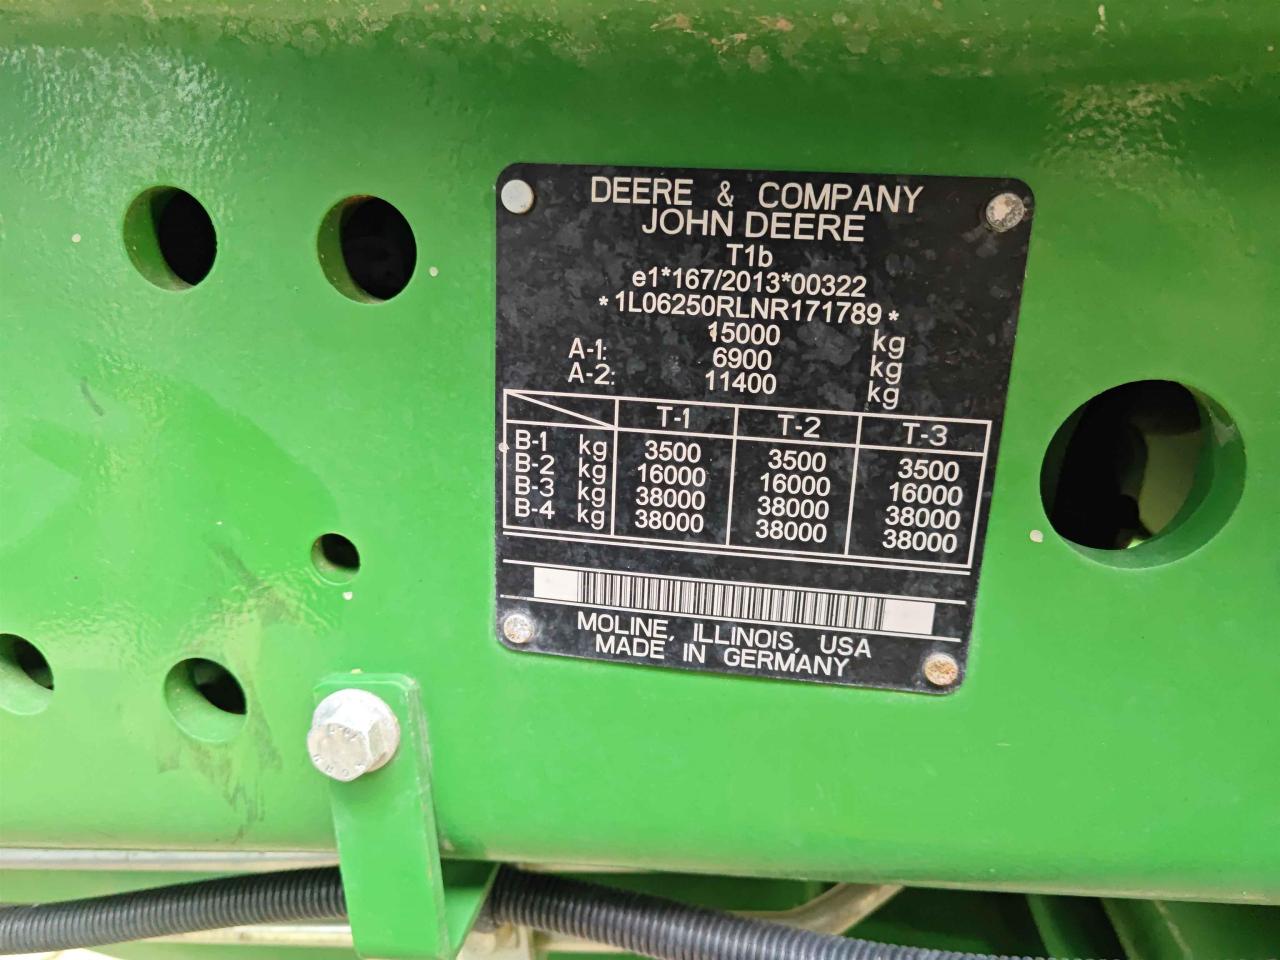 DEERE & COMPANY
JOHN DEERE
T1b
e1*167/2013*00322
*1L06250RLNR171789*
15000 kg
A-1: 6900 kg
A-2: 11400 kg
T-1 T-2 T-3
B-1 kg 3500 3500 3500
B-2 kg 16000 16000 16000
B-3 kg 38000 38000 38000
B-4 kg 38000 38000 38000
MOLINE, ILLINOIS, USA
MADE IN GERMANY